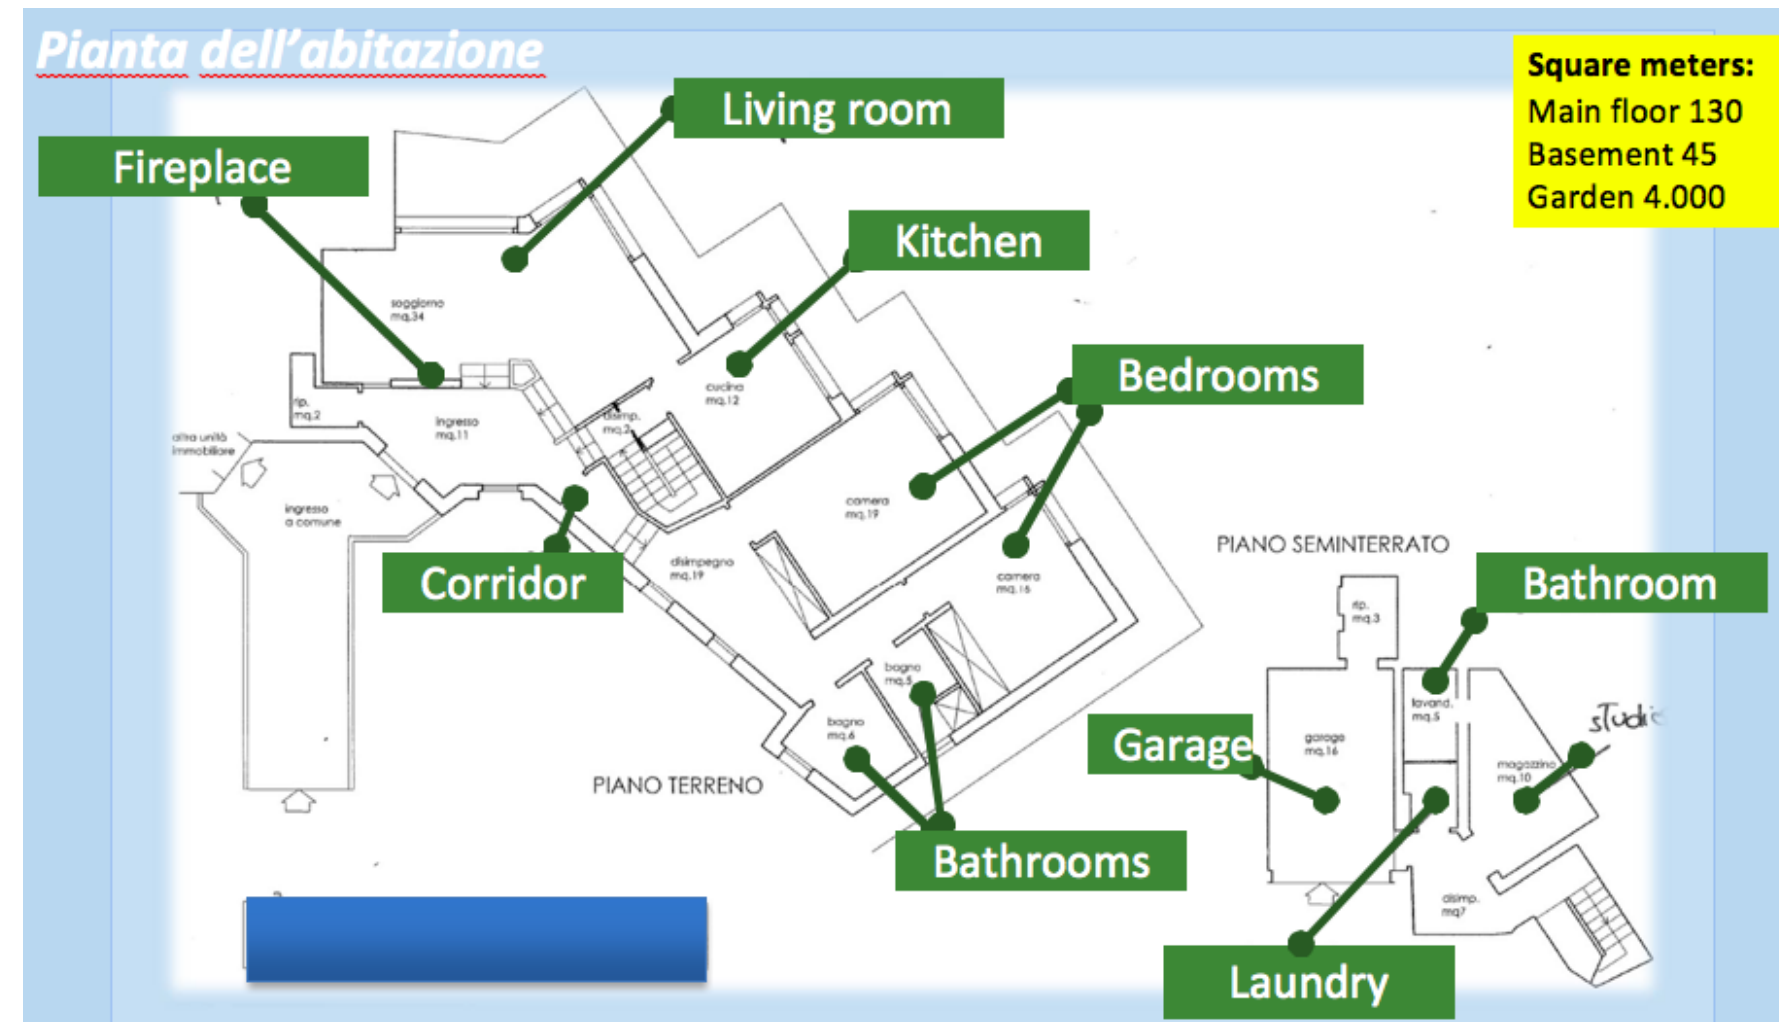 Pianta dell'abitazione
Square meters:
Main floor 130
Basement 45
Garden 4.000
Living room
Fireplace
Kitchen
soggiorno
mq.34
Bedrooms
cucina
mq.12
rip.
mq.2
ingresso
mq.11
disimp.
mq.2
altra unità
immobiliare
camera
mq.19
ingresso
a comune
PIANO SEMINTERRATO
Corridor
disimpegno
mq.19
camera
mq.16
Bathroom
rip.
mq.3
bagno
mq.5
lavand.
mq.5
studio
bagno
mq.6
Garage
garage
mq.16
magazzino
mq.10
PIANO TERRENO
Bathrooms
disimp.
mq7
Laundry